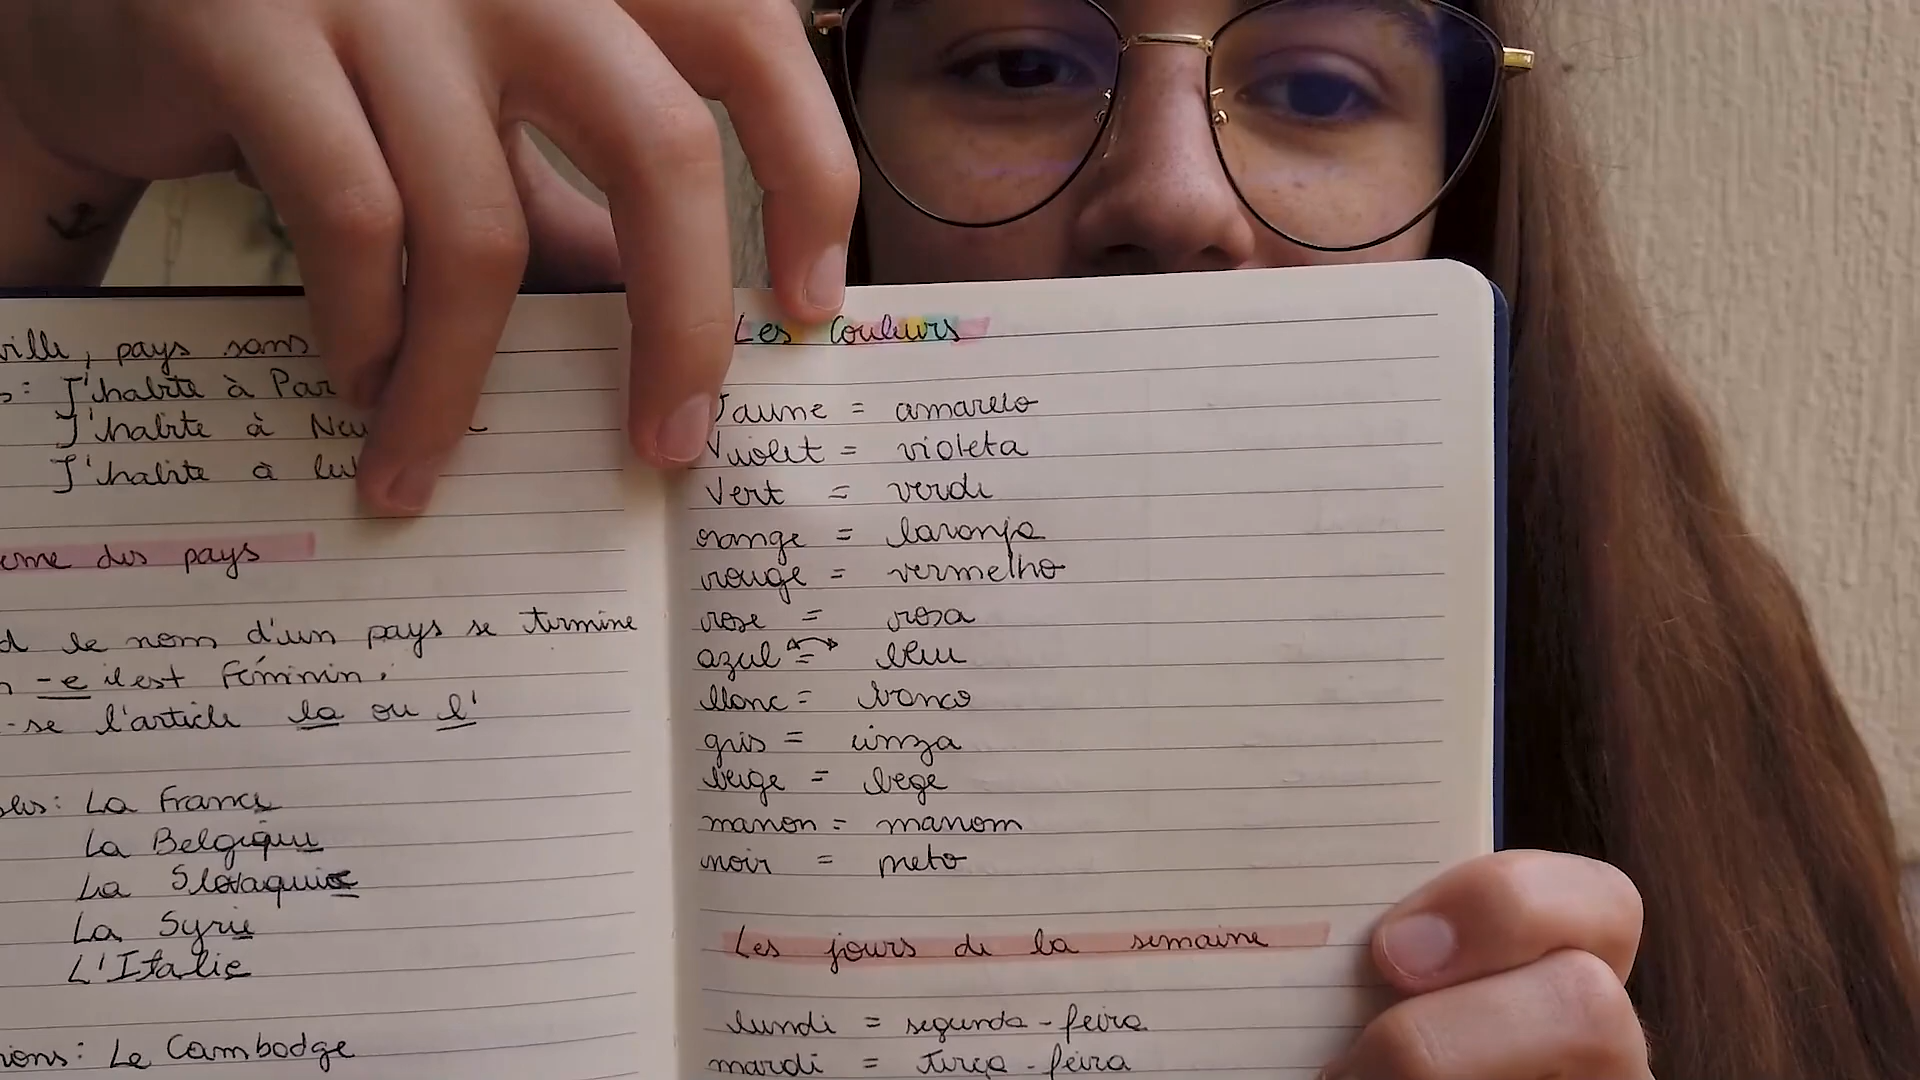 ville, pays sans
J'habite à Par
J'habite à New
J'habite à
des pays
le nom d'un pays se termine
-e il est féminin.
-se l'article la ou l'
La France
La Belgique
La Slovaquie
La Syrie
L'Italie
Le Cambodge
Les Couleurs
Jaune = amarelo
Violet = violeta
Vert = verde
orange = laranja
rouge = vermelho
rose = rosa
azul = bleu
blanc = branco
gris = cinza
beige = bege
marron = marrom
noir = preto
Les jours de la semaine
lundi = segunda-feira
mardi = terça-feira